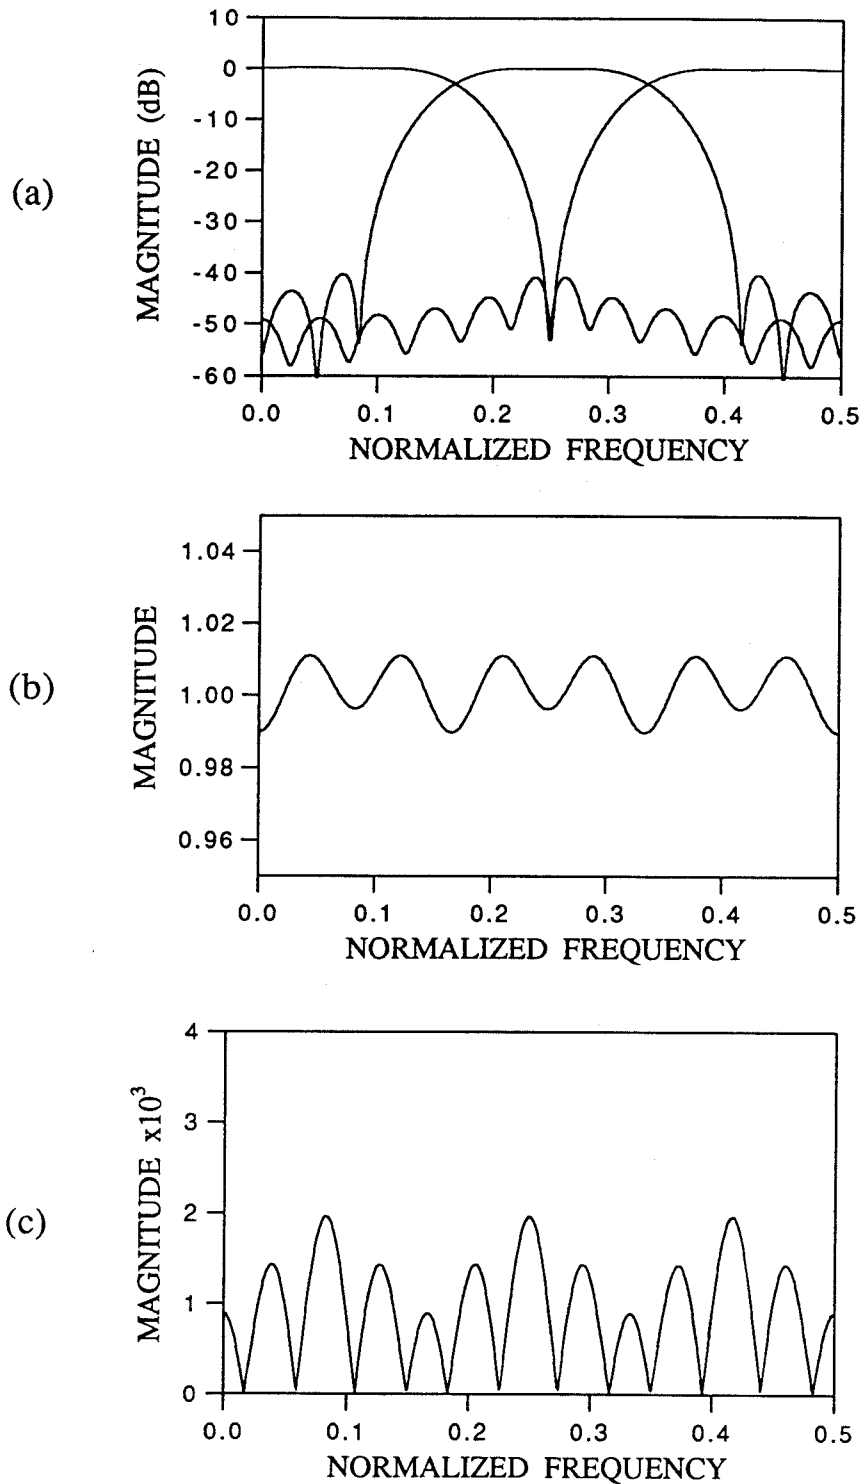 (a)
MAGNITUDE (dB)
10
0
-10
-20
-30
-40
-50
-60
0.0 0.1 0.2 0.3 0.4 0.5
NORMALIZED FREQUENCY
(b)
MAGNITUDE
1.04
1.02
1.00
0.98
0.96
0.0 0.1 0.2 0.3 0.4 0.5
NORMALIZED FREQUENCY
(c)
MAGNITUDE x10³
4
3
2
1
0
0.0 0.1 0.2 0.3 0.4 0.5
NORMALIZED FREQUENCY